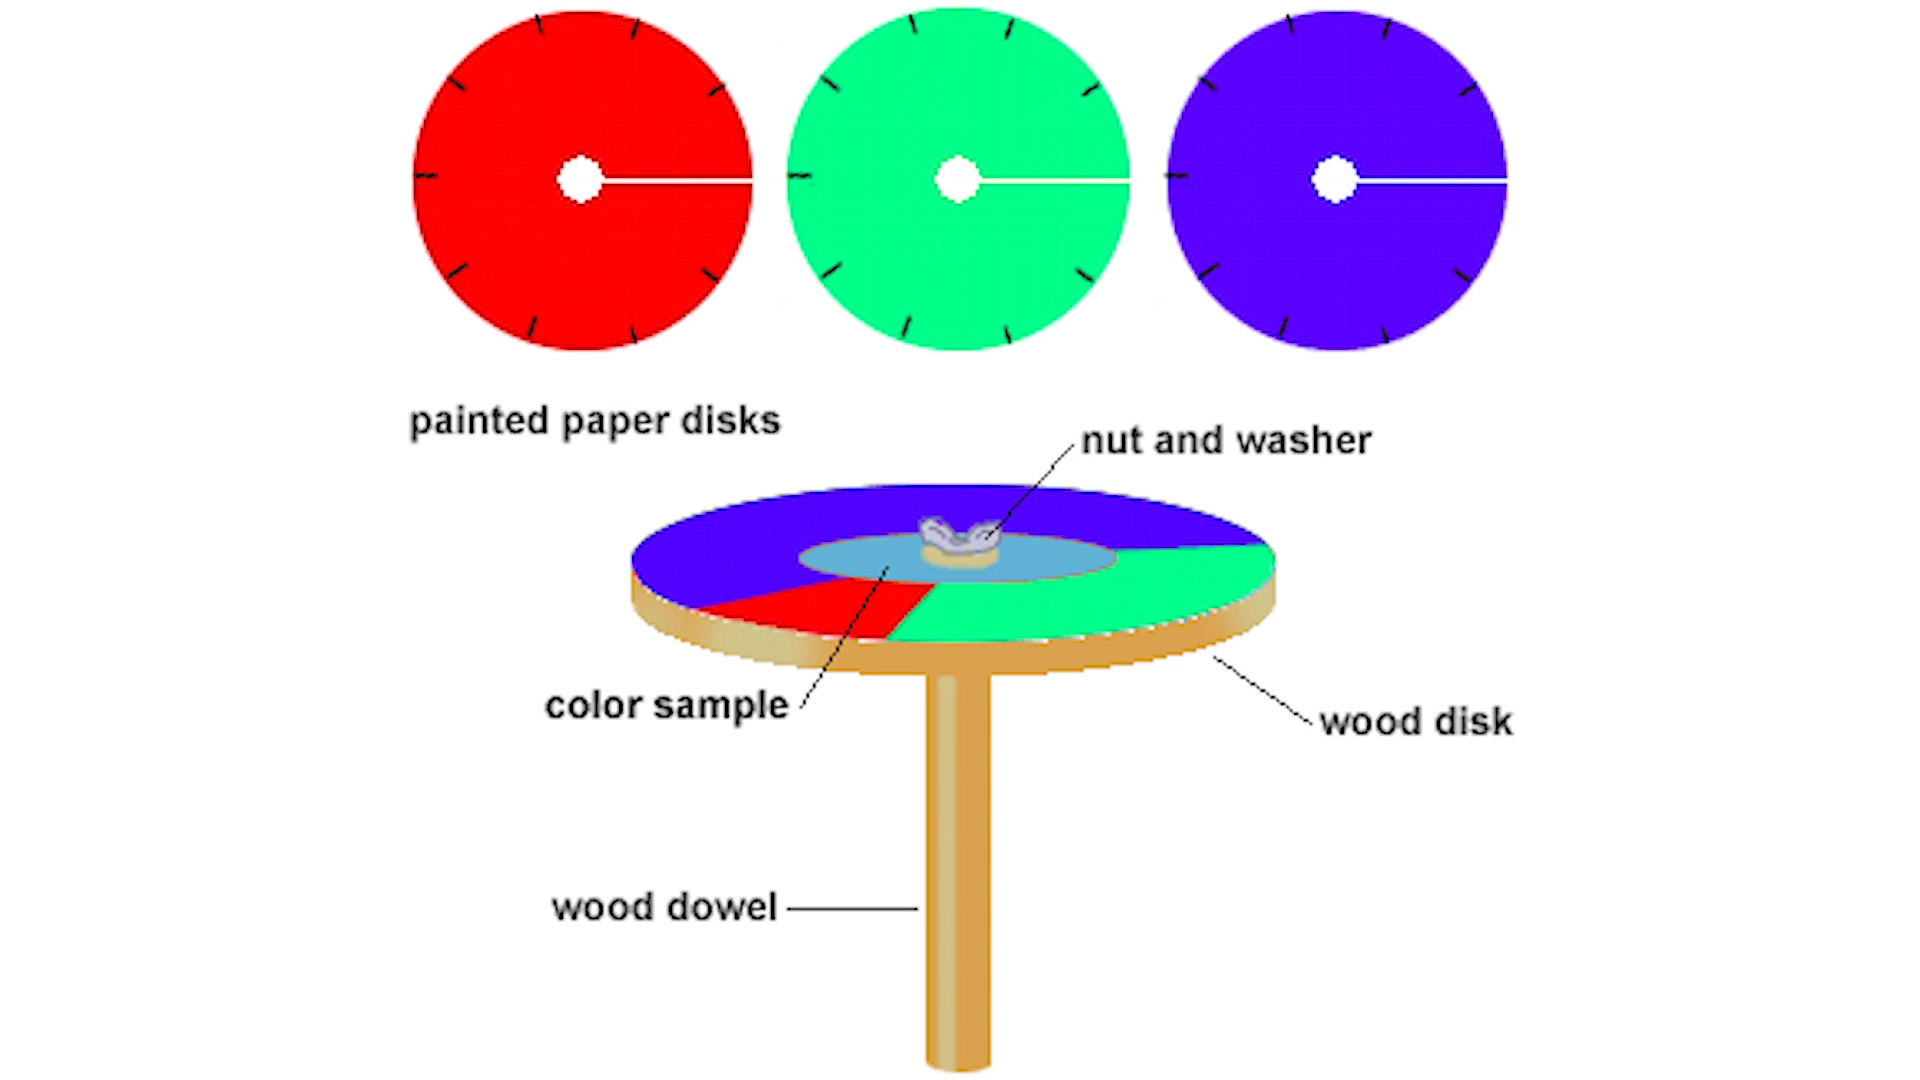 painted paper disks
nut and washer
color sample
wood disk
wood dowel